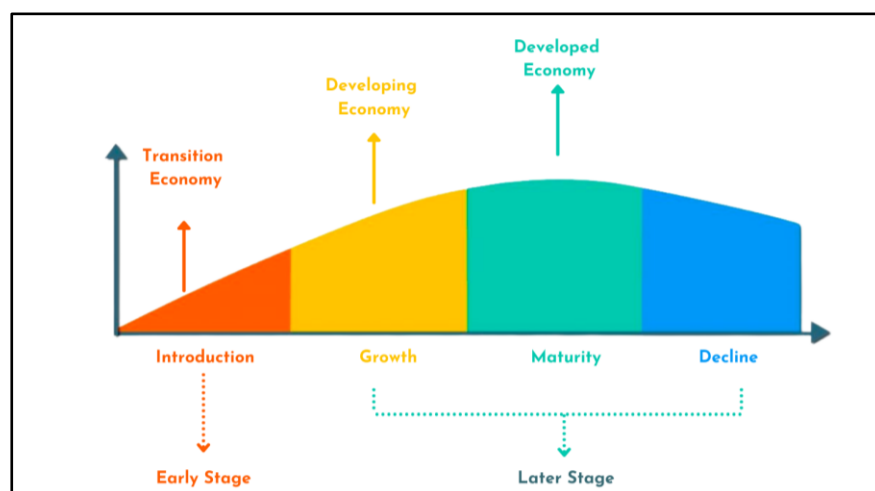 Developed
Economy
Developing
Economy
Transition
Economy
Introduction
Growth
Maturity
Decline
Early Stage
Later Stage